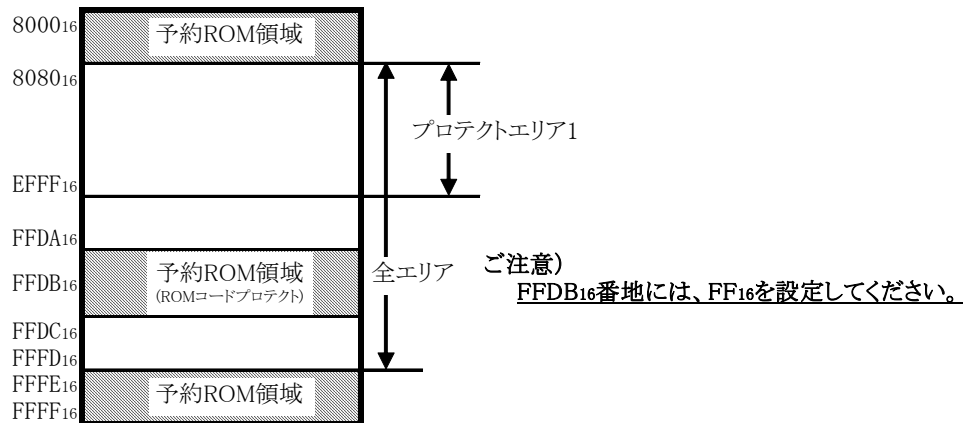 8000₁₆
予約ROM領域
8080₁₆
プロテクトエリア1
EFFF₁₆
FFDA₁₆
予約ROM領域
(ROMコードプロテクト)
FFDB₁₆
全エリア
ご注意)
FFDB₁₆番地には、FF₁₆を設定してください。
FFDC₁₆
FFFD₁₆
FFFE₁₆
予約ROM領域
FFFF₁₆